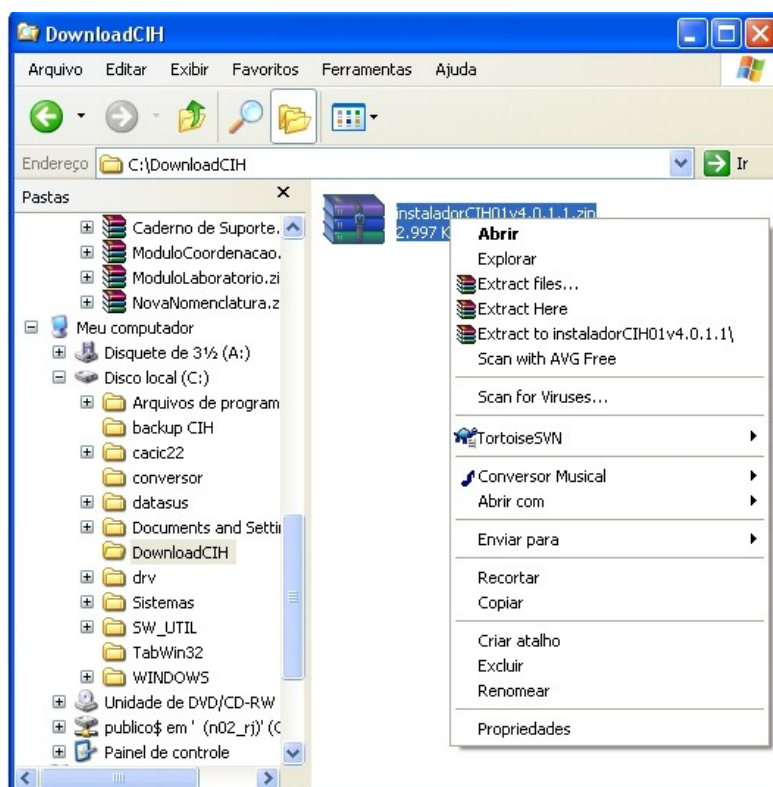 DownloadCIH
Arquivo Editar Exibir Favoritos Ferramentas Ajuda
Endereço C:\DownloadCIH Ir
Pastas
Caderno de Suporte.
ModuloCoordenacao.
ModuloLaboratorio.zi
NovaNomenclatura.z
Meu computador
Disquete de 3½ (A:)
Disco local (C:)
Arquivos de program
backup CIH
cacic22
conversor
datasus
Documents and Settin
DownloadCIH
drv
Sistemas
SW_UTIL
TabWin32
WINDOWS
Unidade de DVD/CD-RW
publico$ em ' (n02_rj)' (
Painel de controle
instaladorCIH01v4.0.1.1.zip
2.997 K
Abrir
Explorar
Extract files...
Extract Here
Extract to instaladorCIH01v4.0.1.1\
Scan with AVG Free
Scan for Viruses...
TortoiseSVN
Conversor Musical
Abrir com
Enviar para
Recortar
Copiar
Criar atalho
Excluir
Renomear
Propriedades